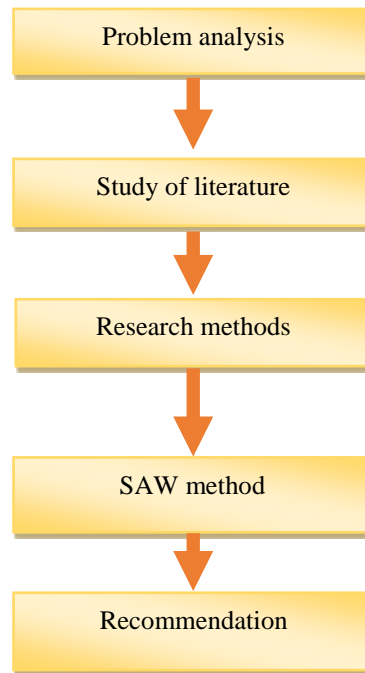 Problem analysis
Study of literature
Research methods
SAW method
Recommendation